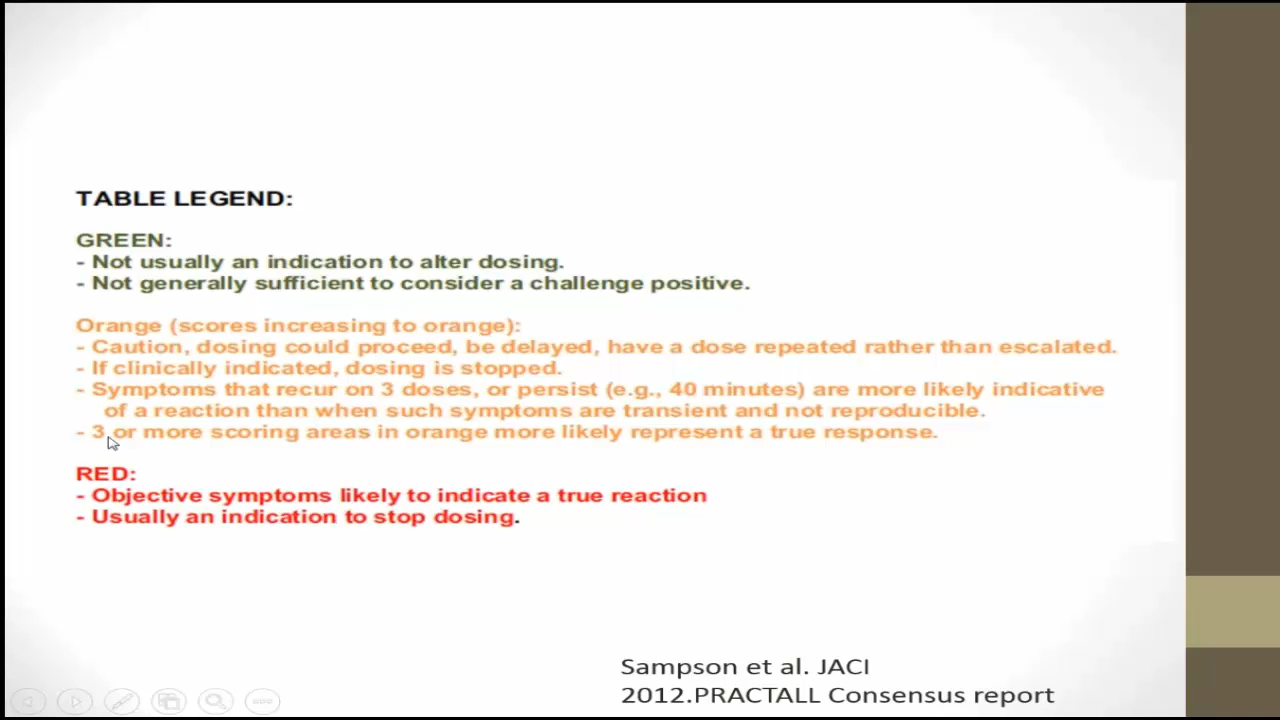 TABLE LEGEND:
GREEN:
- Not usually an indication to alter dosing.
- Not generally sufficient to consider a challenge positive.
Orange (scores increasing to orange):
- Caution, dosing could proceed, be delayed, have a dose repeated rather than escalated.
- If clinically indicated, dosing is stopped.
- Symptoms that recur on 3 doses, or persist (e.g., 40 minutes) are more likely indicative
of a reaction than when such symptoms are transient and not reproducible.
- 3 or more scoring areas in orange more likely represent a true response.
RED:
- Objective symptoms likely to indicate a true reaction
- Usually an indication to stop dosing.
Sampson et al. JACI
2012.PRACTALL Consensus report